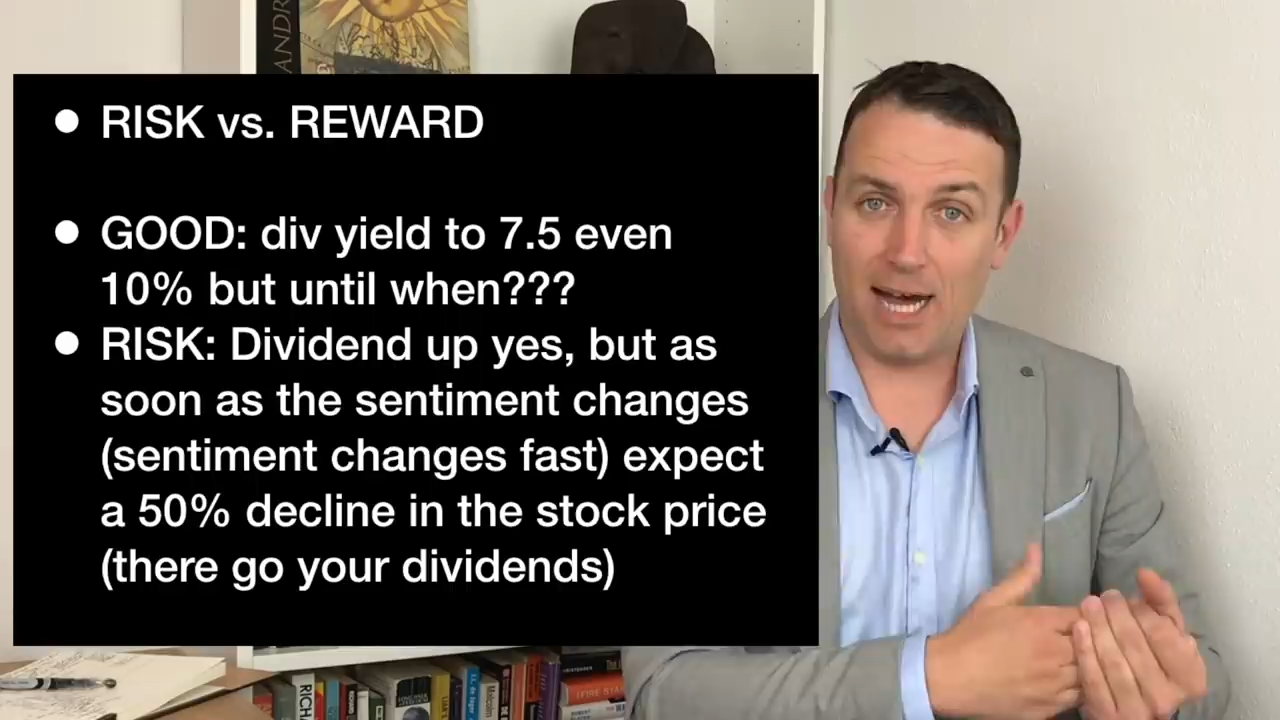 ANDR
● RISK vs. REWARD
● GOOD: div yield to 7.5 even
10% but until when???
● RISK: Dividend up yes, but as
soon as the sentiment changes
(sentiment changes fast) expect
a 50% decline in the stock price
(there go your dividends)
RICH